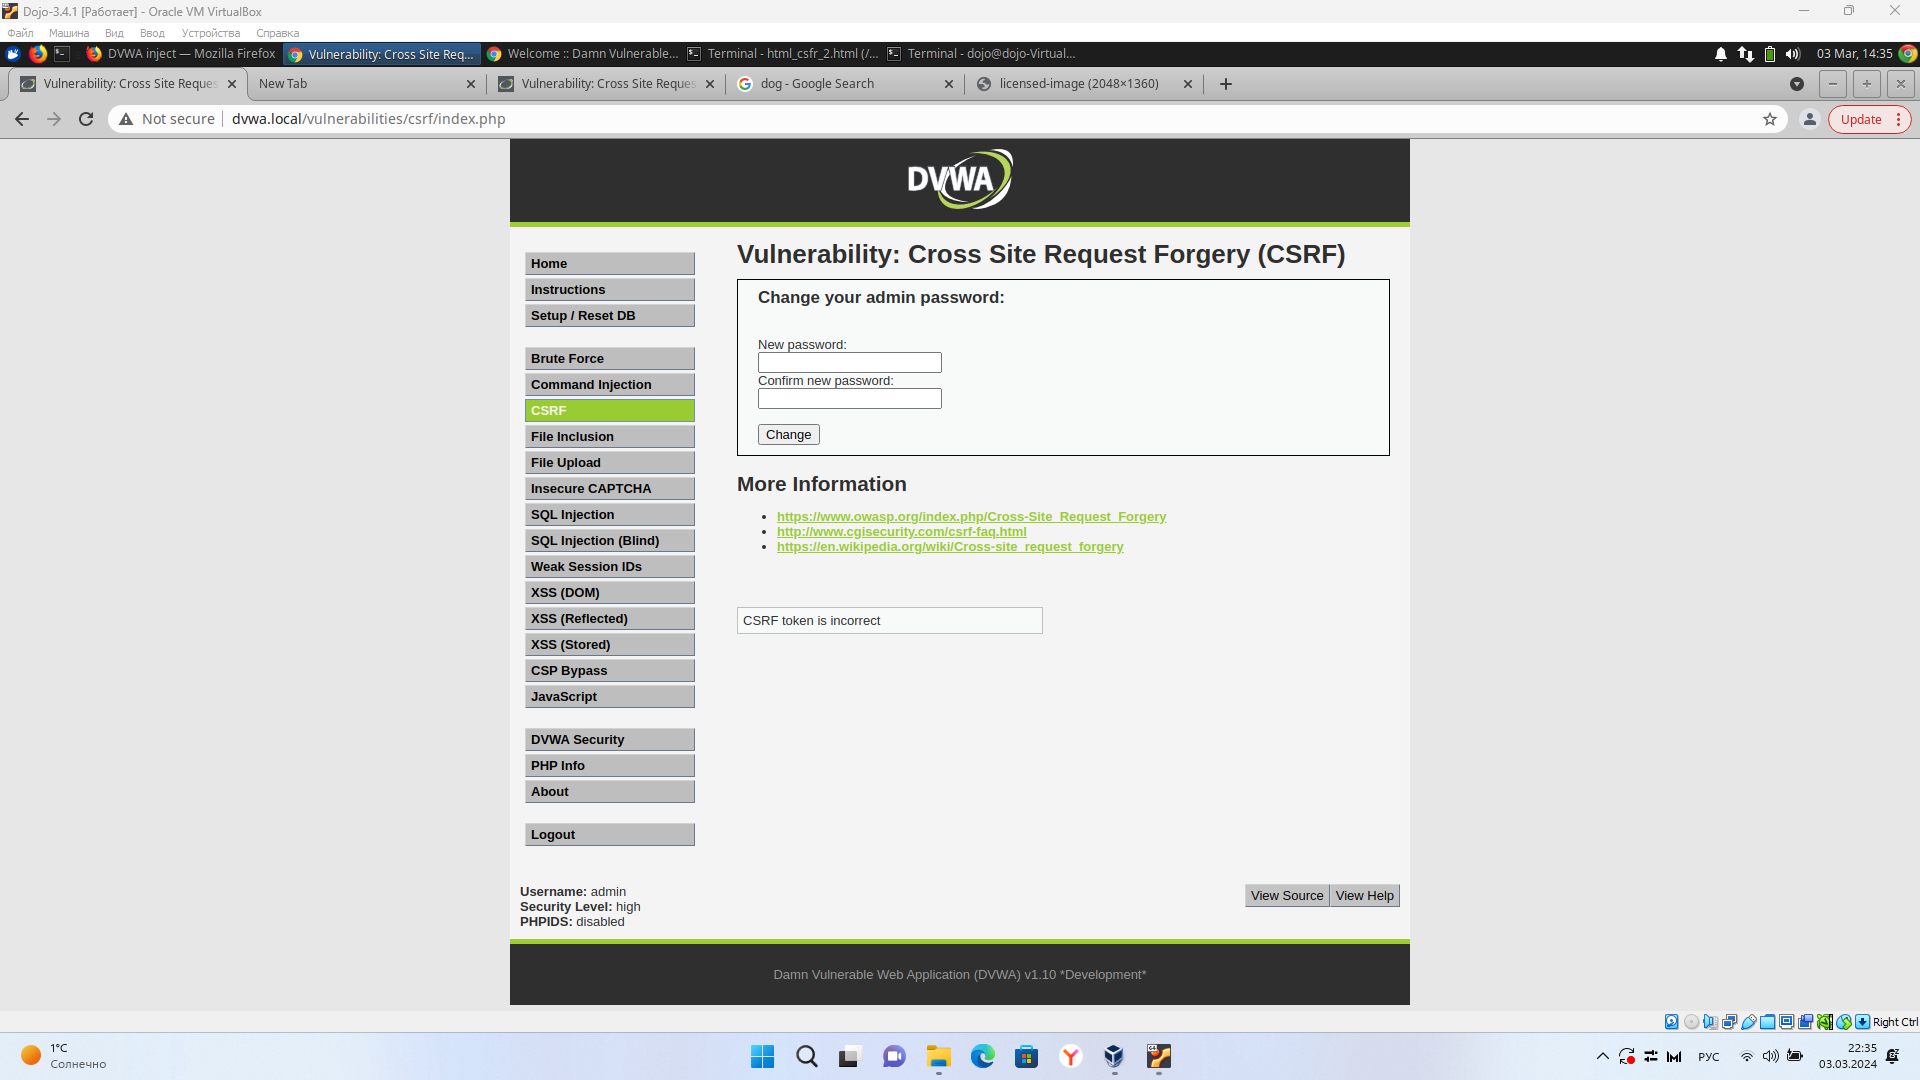 Dojo-3.4.1 [Работает] - Oracle VM VirtualBox
Файл Машина Вид Ввод Устройства Справка
DVWA inject — Mozilla Firefox Vulnerability: Cross Site Req... Welcome :: Damn Vulnerable... Terminal - html_csfr_2.html (/... Terminal - dojo@dojo-Virtual... 03 Mar, 14:35
Vulnerability: Cross Site Reques New Tab Vulnerability: Cross Site Reques dog - Google Search licensed-image (2048×1360)
Not secure dvwa.local/vulnerabilities/csrf/index.php Update
DVWA
Vulnerability: Cross Site Request Forgery (CSRF)
Home
Instructions
Setup / Reset DB
Brute Force
Command Injection
CSRF
File Inclusion
File Upload
Insecure CAPTCHA
SQL Injection
SQL Injection (Blind)
Weak Session IDs
XSS (DOM)
XSS (Reflected)
XSS (Stored)
CSP Bypass
JavaScript
DVWA Security
PHP Info
About
Logout
Change your admin password:
New password:
Confirm new password:
Change
More Information
https://www.owasp.org/index.php/Cross-Site_Request_Forgery
http://www.cgisecurity.com/csrf-faq.html
https://en.wikipedia.org/wiki/Cross-site_request_forgery
CSRF token is incorrect
Username: admin
Security Level: high
PHPIDS: disabled
View Source View Help
Damn Vulnerable Web Application (DVWA) v1.10 *Development*
Right Ctrl
1°C
Солнечно
РУС
22:35
03.03.2024